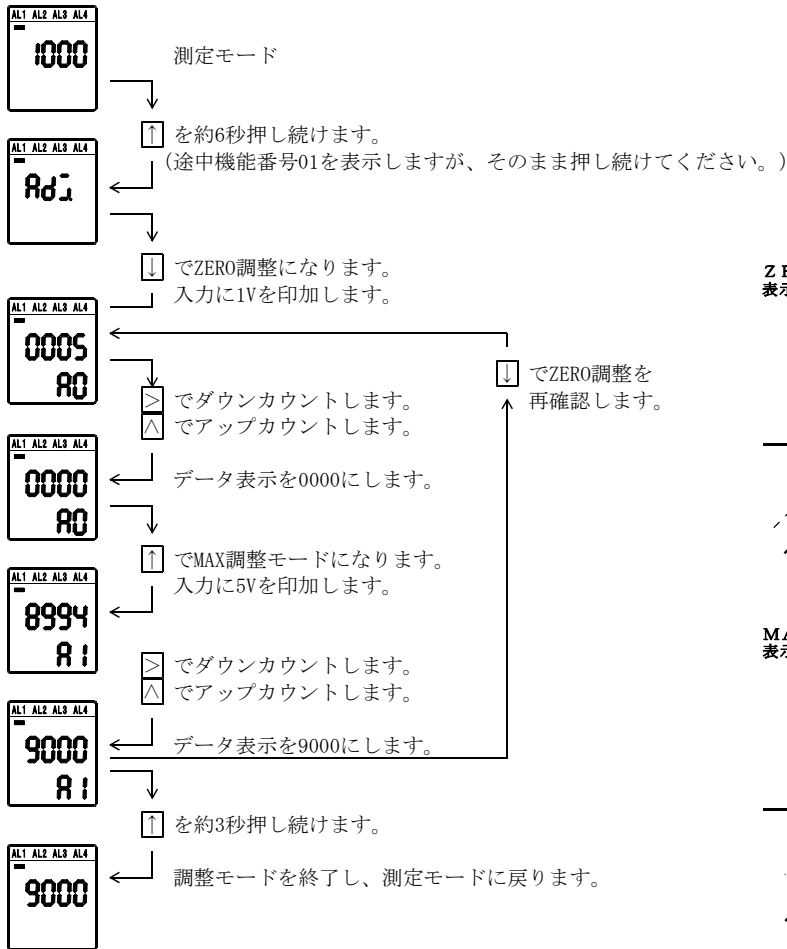 AL1 AL2 AL3 AL4
1000
測定モード
↑ を約6秒押し続けます。
(途中機能番号01を表示しますが、そのまま押し続けてください。)
AL1 AL2 AL3 AL4
Adj
↓ でZERO調整になります。
入力に1Vを印加します。
AL1 AL2 AL3 AL4
0005
A0
> でダウンカウントします。
∧ でアップカウントします。
↓ でZERO調整を
再確認します。
AL1 AL2 AL3 AL4
0000
A0
データ表示を0000にします。
↑ でMAX調整モードになります。
入力に5Vを印加します。
AL1 AL2 AL3 AL4
8994
A1
> でダウンカウントします。
∧ でアップカウントします。
AL1 AL2 AL3 AL4
9000
A1
データ表示を9000にします。
↑ を約3秒押し続けます。
AL1 AL2 AL3 AL4
9000
調整モードを終了し、測定モードに戻ります。